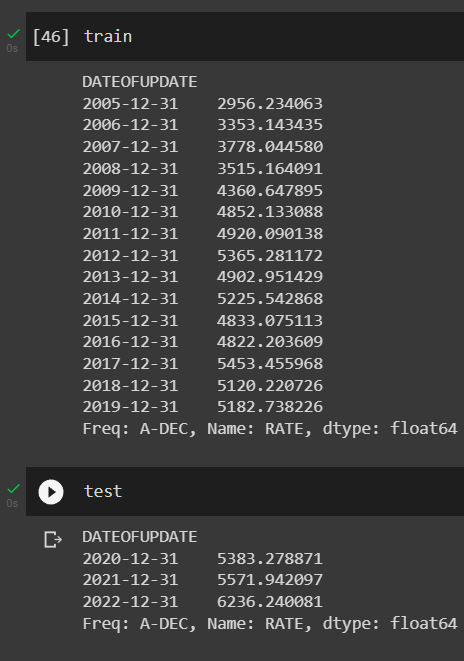 [46] train
0s
DATEOFUPDATE
2005-12-31    2956.234063
2006-12-31    3353.143435
2007-12-31    3778.044580
2008-12-31    3515.164091
2009-12-31    4360.647895
2010-12-31    4852.133088
2011-12-31    4920.090138
2012-12-31    5365.281172
2013-12-31    4902.951429
2014-12-31    5225.542868
2015-12-31    4833.075113
2016-12-31    4822.203609
2017-12-31    5453.455968
2018-12-31    5120.220726
2019-12-31    5182.738226
Freq: A-DEC, Name: RATE, dtype: float64
test
0s
DATEOFUPDATE
2020-12-31    5383.278871
2021-12-31    5571.942097
2022-12-31    6236.240081
Freq: A-DEC, Name: RATE, dtype: float64